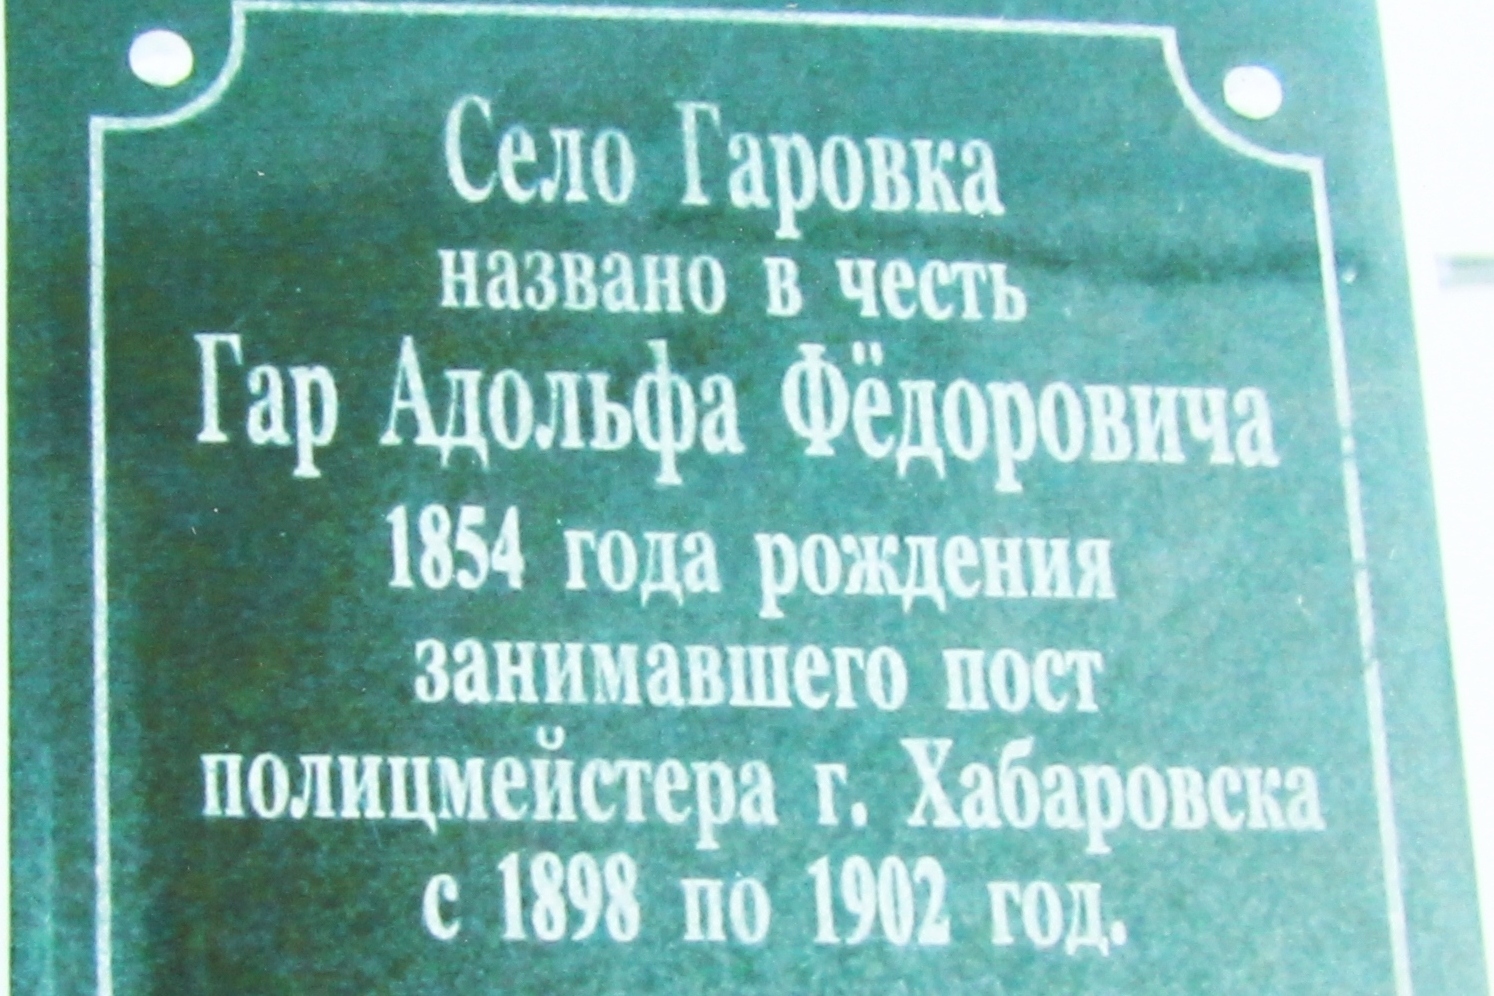 Село Гаровка
названо в честь
Гар Адольфа Фёдоровича
1854 года рождения
занимавшего пост
полицмейстера г. Хабаровска
с 1898 по 1902 год.